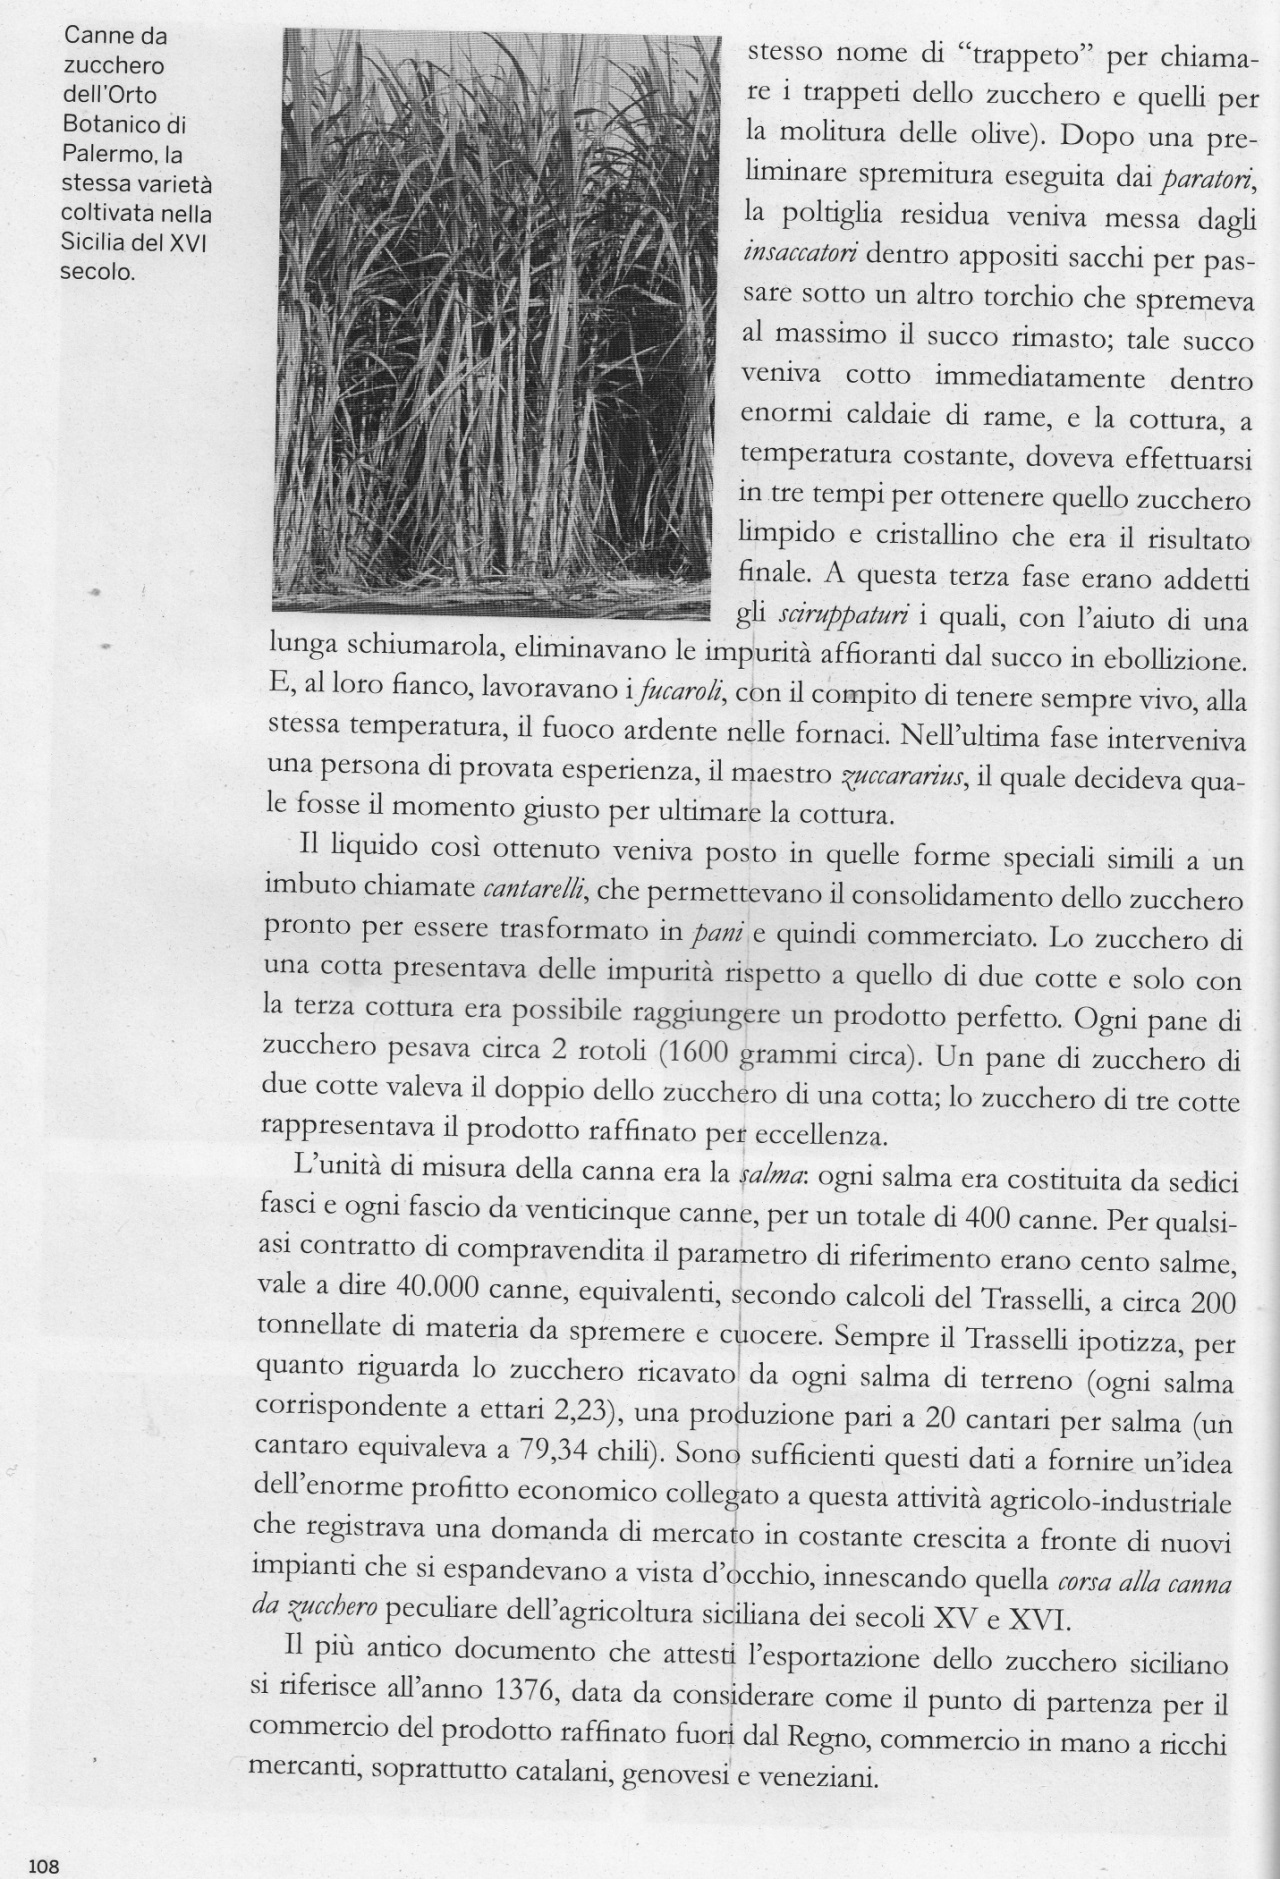 Canne da
zucchero
dell'Orto
Botanico di
Palermo, la
stessa varietà
coltivata nella
Sicilia del XVI
secolo.
stesso nome di “trappeto” per chiama-
re i trappeti dello zucchero e quelli per
la molitura delle olive). Dopo una pre-
liminare spremitura eseguita dai paratori,
la poltiglia residua veniva messa dagli
insaccatori dentro appositi sacchi per pas-
sare sotto un altro torchio che spremeva
al massimo il succo rimasto; tale succo
veniva cotto immediatamente dentro
enormi caldaie di rame, e la cottura, a
temperatura costante, doveva effettuarsi
in tre tempi per ottenere quello zucchero
limpido e cristallino che era il risultato
finale. A questa terza fase erano addetti
gli sciruppaturi i quali, con l'aiuto di una
lunga schiumarola, eliminavano le impurità affioranti dal succo in ebollizione.
E, al loro fianco, lavoravano i fucaroli, con il compito di tenere sempre vivo, alla
stessa temperatura, il fuoco ardente nelle fornaci. Nell'ultima fase interveniva
una persona di provata esperienza, il maestro zuccararius, il quale decideva qua-
le fosse il momento giusto per ultimare la cottura.
Il liquido così ottenuto veniva posto in quelle forme speciali simili a un
imbuto chiamate cantarelli, che permettevano il consolidamento dello zucchero
pronto per essere trasformato in pani e quindi commerciato. Lo zucchero di
una cotta presentava delle impurità rispetto a quello di due cotte e solo con
la terza cottura era possibile raggiungere un prodotto perfetto. Ogni pane di
zucchero pesava circa 2 rotoli (1600 grammi circa). Un pane di zucchero di
due cotte valeva il doppio dello zucchero di una cotta; lo zucchero di tre cotte
rappresentava il prodotto raffinato per eccellenza.
L'unità di misura della canna era la salma: ogni salma era costituita da sedici
fasci e ogni fascio da venticinque canne, per un totale di 400 canne. Per qualsi-
asi contratto di compravendita il parametro di riferimento erano cento salme,
vale a dire 40.000 canne, equivalenti, secondo calcoli del Trasselli, a circa 200
tonnellate di materia da spremere e cuocere. Sempre il Trasselli ipotizza, per
quanto riguarda lo zucchero ricavato da ogni salma di terreno (ogni salma
corrispondente a ettari 2,23), una produzione pari a 20 cantari per salma (un
cantaro equivaleva a 79,34 chili). Sono sufficienti questi dati a fornire un'idea
dell'enorme profitto economico collegato a questa attività agricolo-industriale
che registrava una domanda di mercato in costante crescita a fronte di nuovi
impianti che si espandevano a vista d'occhio, innescando quella corsa alla canna
da zucchero peculiare dell'agricoltura siciliana dei secoli XV e XVI.
Il più antico documento che attesti l'esportazione dello zucchero siciliano
si riferisce all'anno 1376, data da considerare come il punto di partenza per il
commercio del prodotto raffinato fuori dal Regno, commercio in mano a ricchi
mercanti, soprattutto catalani, genovesi e veneziani.
108